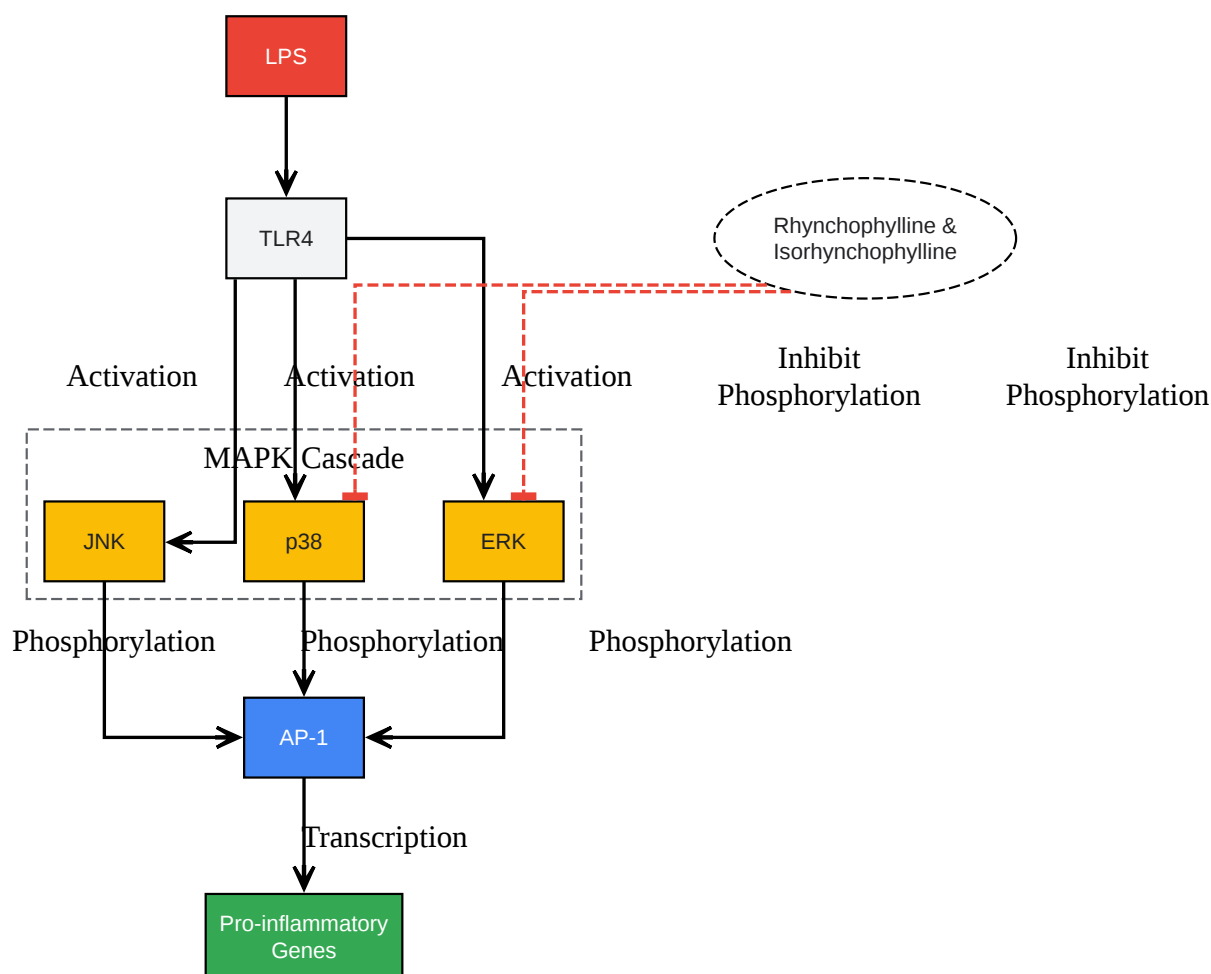 LPS
TLR4
Rhynchophylline &
Isorhynchophylline
Activation
Activation
Activation
Inhibit
Phosphorylation
Inhibit
Phosphorylation
MAPK Cascade
JNK
p38
ERK
Phosphorylation
Phosphorylation
Phosphorylation
AP-1
Transcription
Pro-inflammatory
Genes